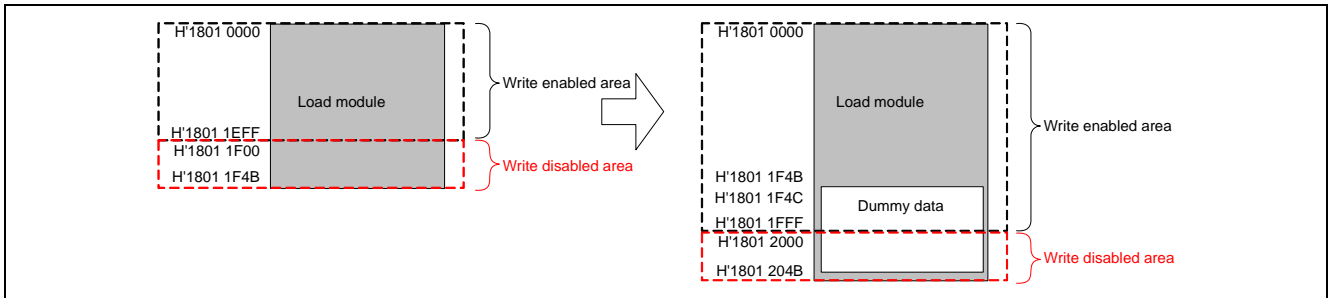 H'1801 0000
Load module
Write enabled area
H'1801 1EFF
H'1801 1F00
Write disabled area
H'1801 1F4B
H'1801 0000
Load module
Write enabled area
H'1801 1F4B
H'1801 1F4C
Dummy data
H'1801 1FFF
H'1801 2000
Write disabled area
H'1801 204B